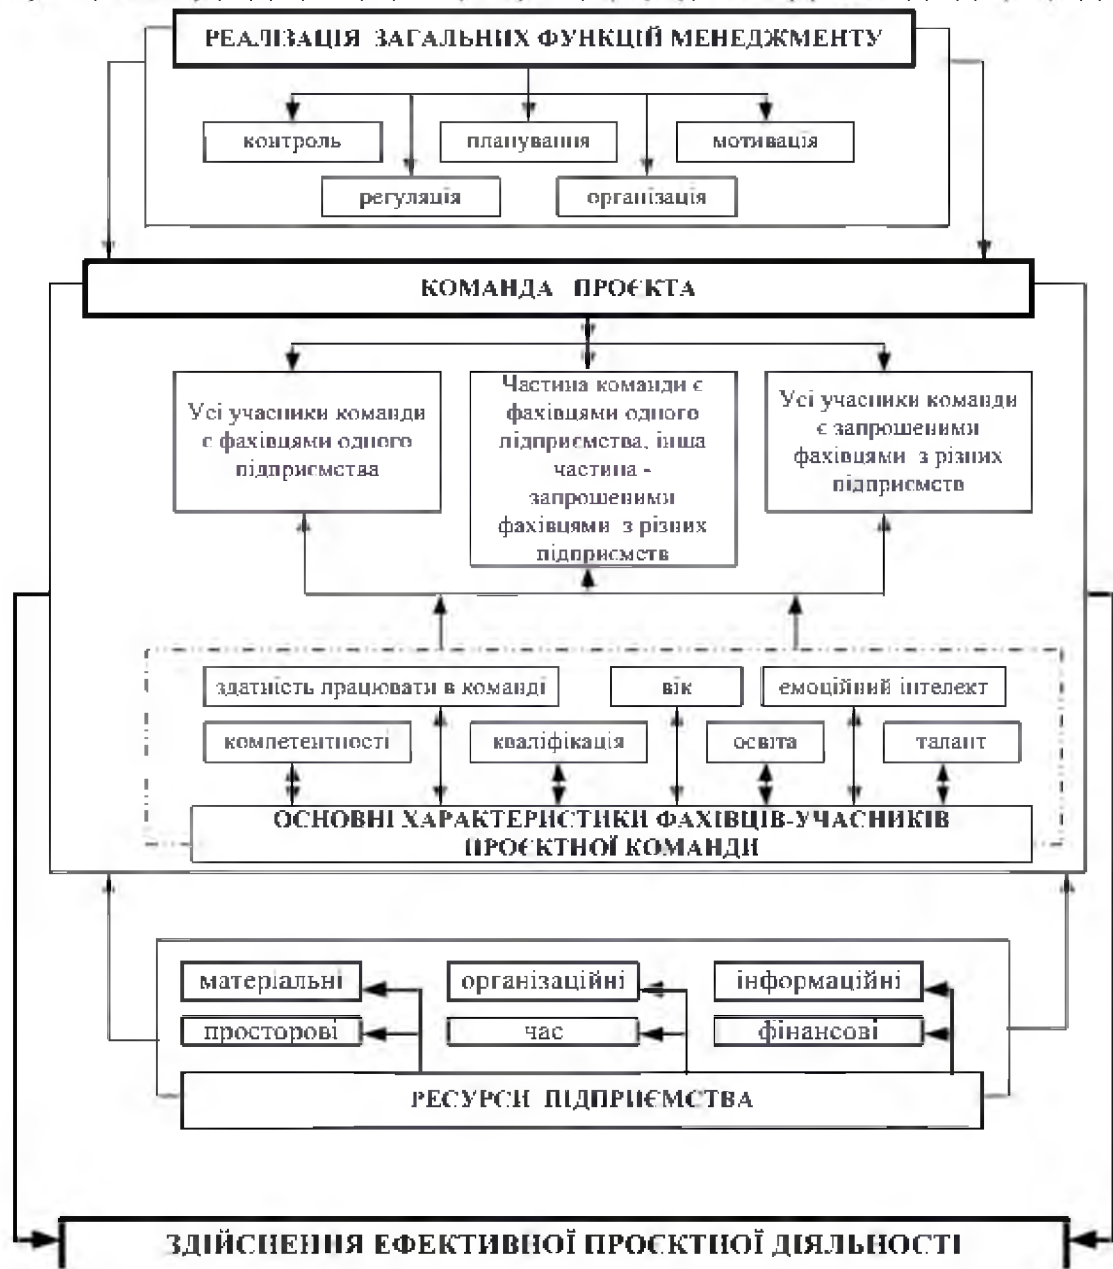 РЕАЛІЗАЦІЯ ЗАГАЛЬНИХ ФУНКЦІЙ МЕНЕДЖМЕНТУ
контроль
планування
мотивація
регуляція
організація
КОМАНДА ПРОЄКТА
Усі учасники команди
є фахівцями одного
підприємства
Частина команди є
фахівцями одного
підприємства, інша
частина -
запрошеними
фахівцями з різних
підприємств
Усі учасники команди
є запрошеними
фахівцями з різних
підприємств
здатність працювати в команді
вік
емоційний інтелект
компетентності
кваліфікація
освіта
талант
ОСНОВНІ ХАРАКТЕРИСТИКИ ФАХІВЦІВ-УЧАСНИКІВ
ПРОЄКТНОЇ КОМАНДИ
матеріальні
організаційні
інформаційні
просторові
час
фінансові
РЕСУРСИ ПІДПРИЄМСТВА
ЗДІЙСНЕННЯ ЕФЕКТИВНОЇ ПРОЄКТНОЇ ДІЯЛЬНОСТІ